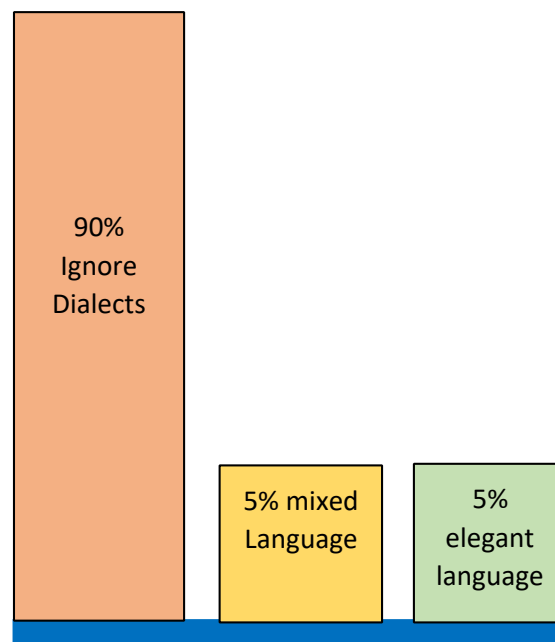 90%
Ignore
Dialects
5% mixed
Language
5%
elegant
language